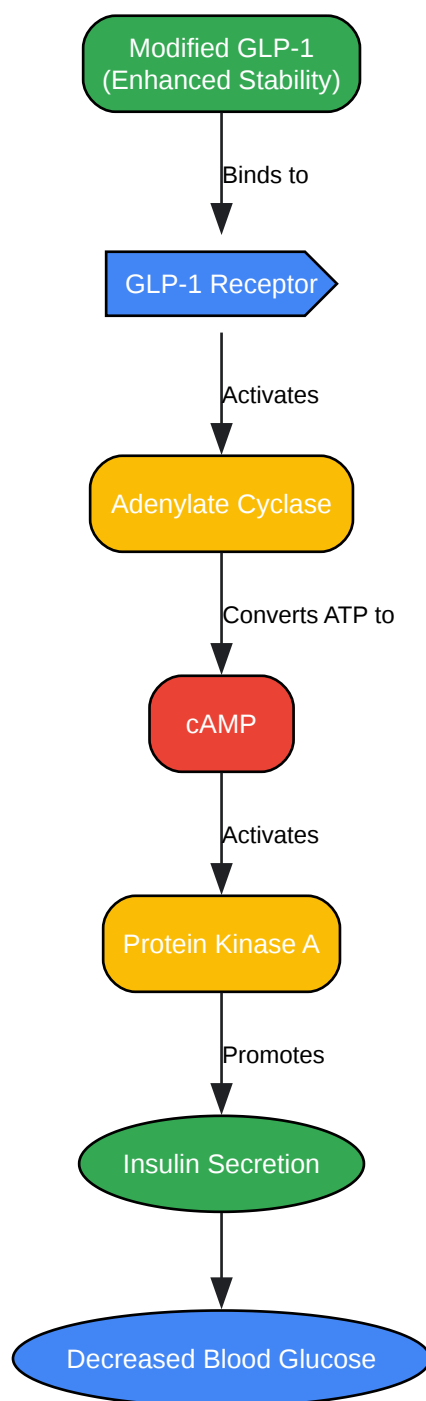 Modified GLP-1
(Enhanced Stability)
Binds to
GLP-1 Receptor
Activates
Adenylate Cyclase
Converts ATP to
cAMP
Activates
Protein Kinase A
Promotes
Insulin Secretion
Decreased Blood Glucose